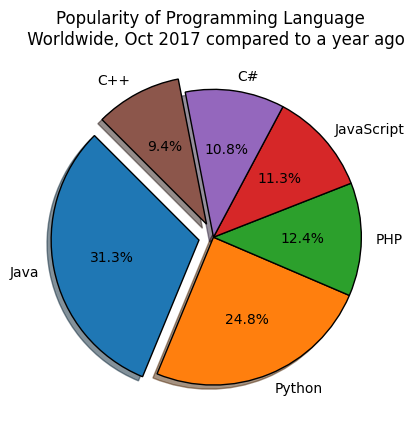 Popularity of Programming Language
Worldwide, Oct 2017 compared to a year ago
C++
C#
JavaScript
9.4%
10.8%
11.3%
PHP
12.4%
Java
31.3%
24.8%
Python